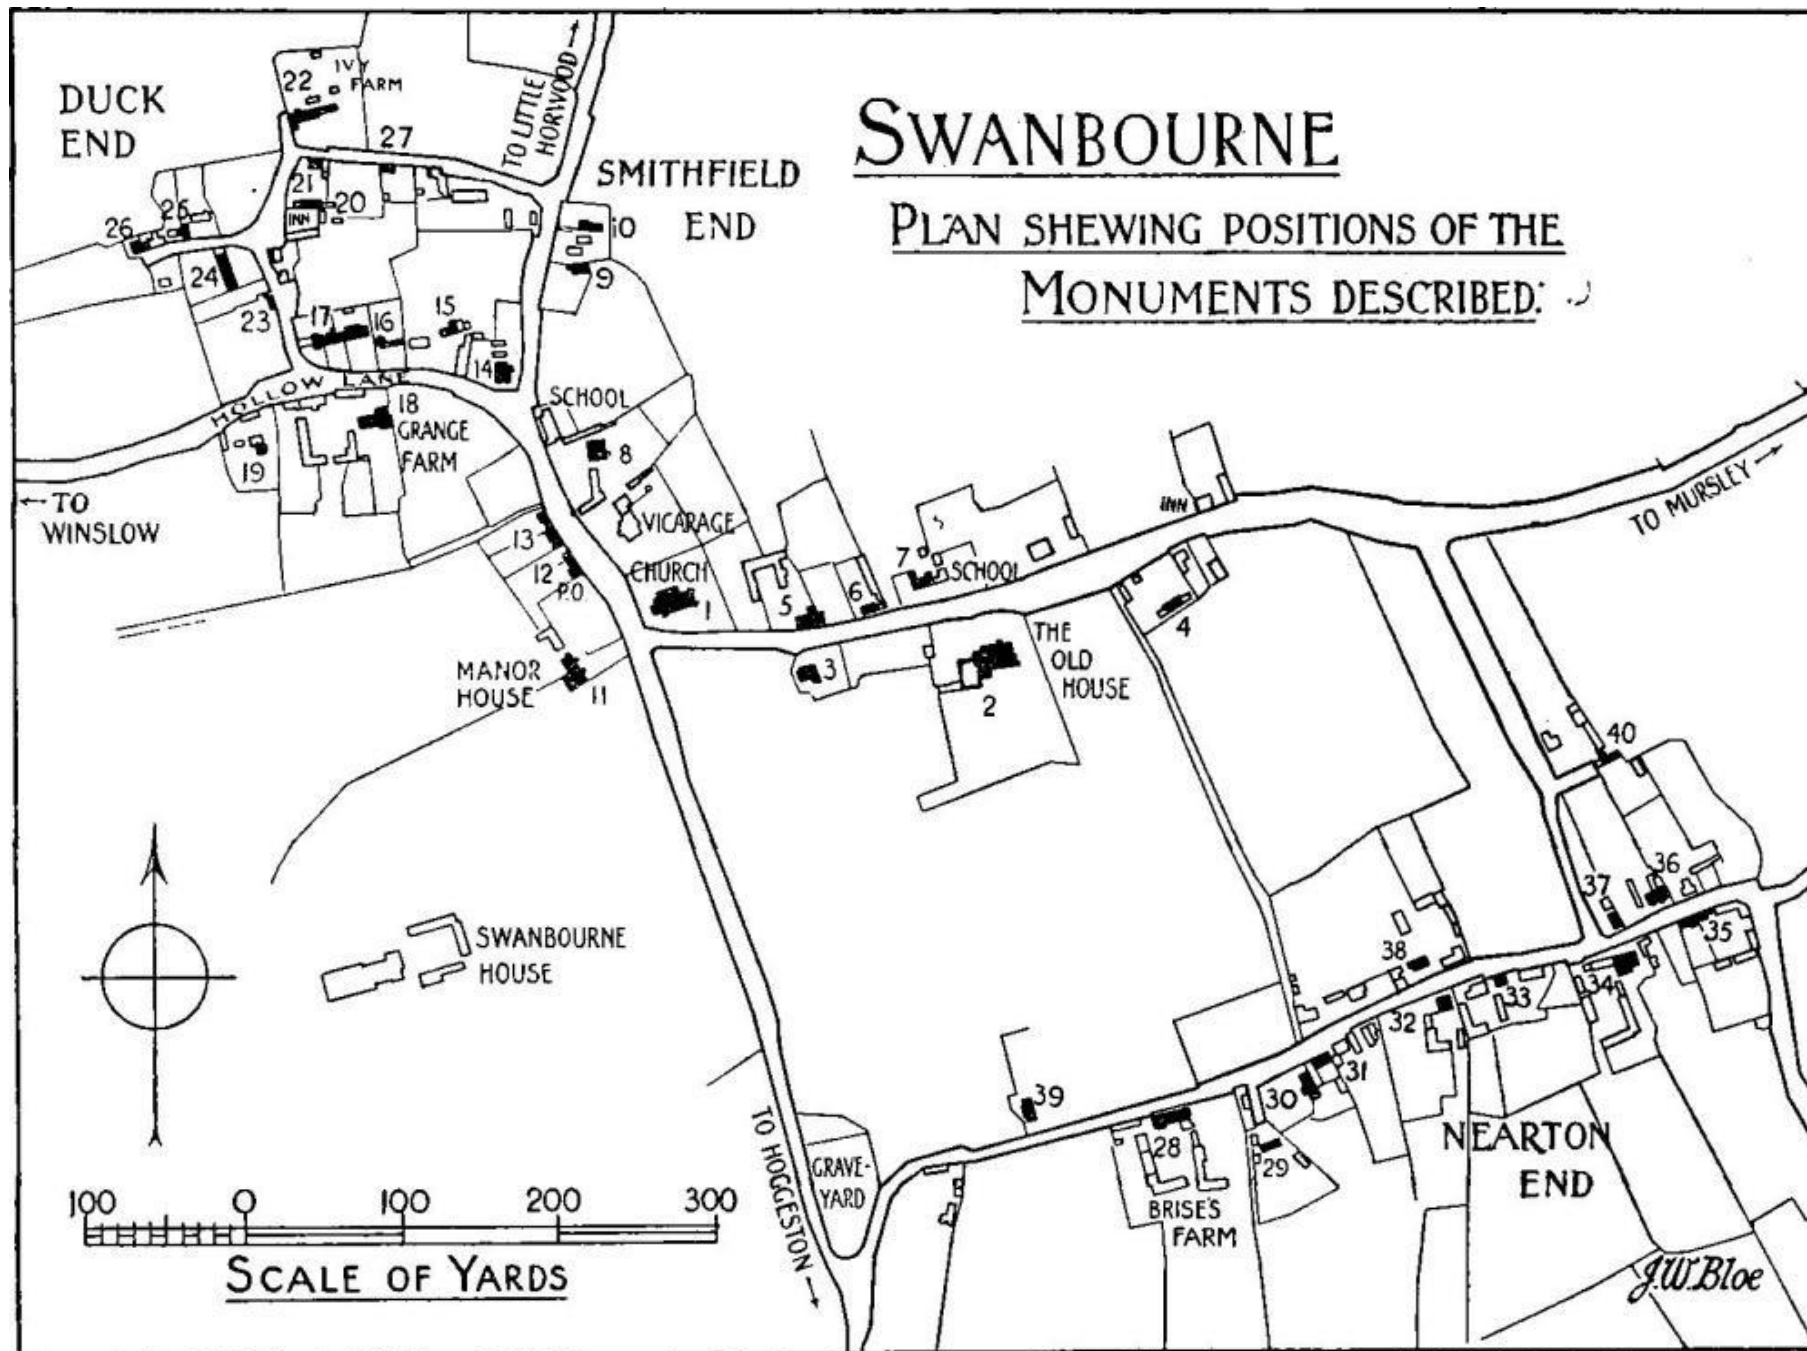 SWANBOURNE
PLAN SHEWING POSITIONS OF THE
MONUMENTS DESCRIBED:
DUCK
END
22
IVY
FARM
27
TO LITTLE
HORWOOD
SMITHFIELD
END
21
20
INN
26
25
10
9
24
23
17
16
15
14
HOLLOW LANE
SCHOOL
18
GRANGE
FARM
19
8
TO
WINSLOW
VICARAGE
13
12
P.O.
CHURCH
1
5
6
7
SCHOOL
INN
TO MURSLEY
4
THE
OLD
HOUSE
3
2
MANOR
HOUSE
11
40
36
37
35
38
34
33
32
31
30
39
28
29
SWANBOURNE
HOUSE
NEARTON
END
BRISE'S
FARM
GRAVE-
YARD
TO HOGGESTON
100 0 100 200 300
SCALE OF YARDS
J.W.Bloe